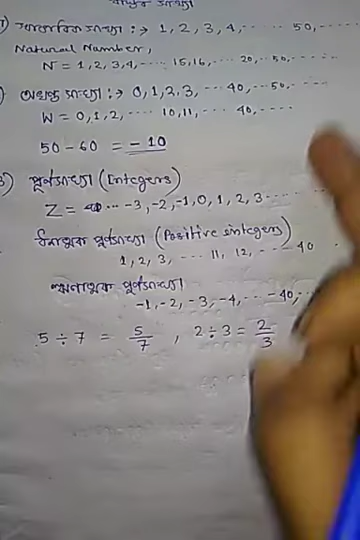 স্বাভাবিক সংখ্যা :→ 1, 2, 3, 4, ...... 50, ......
Natural Number,
N = 1, 2, 3, 4, ..... 15, 16, ... 20, .. 50, .....
অখণ্ড সংখ্যা :→ 0, 1, 2, 3, ... 40, ... 50, ....
W = 0, 1, 2, .... 10, 11, ... 40, ....
50 - 60 = - 10
3) পূর্ণসংখ্যা (Integers)
Z = ... -3, -2, -1, 0, 1, 2, 3 .....
ধনাত্মক পূর্ণসংখ্যা (Positive integers)
1, 2, 3, ..... 11, 12, .... 40
ঋণাত্মক পূর্ণসংখ্যা
-1, -2, -3, -4, ... -40, ..
5 ÷ 7 = 5/7 , 2 ÷ 3 = 2/3